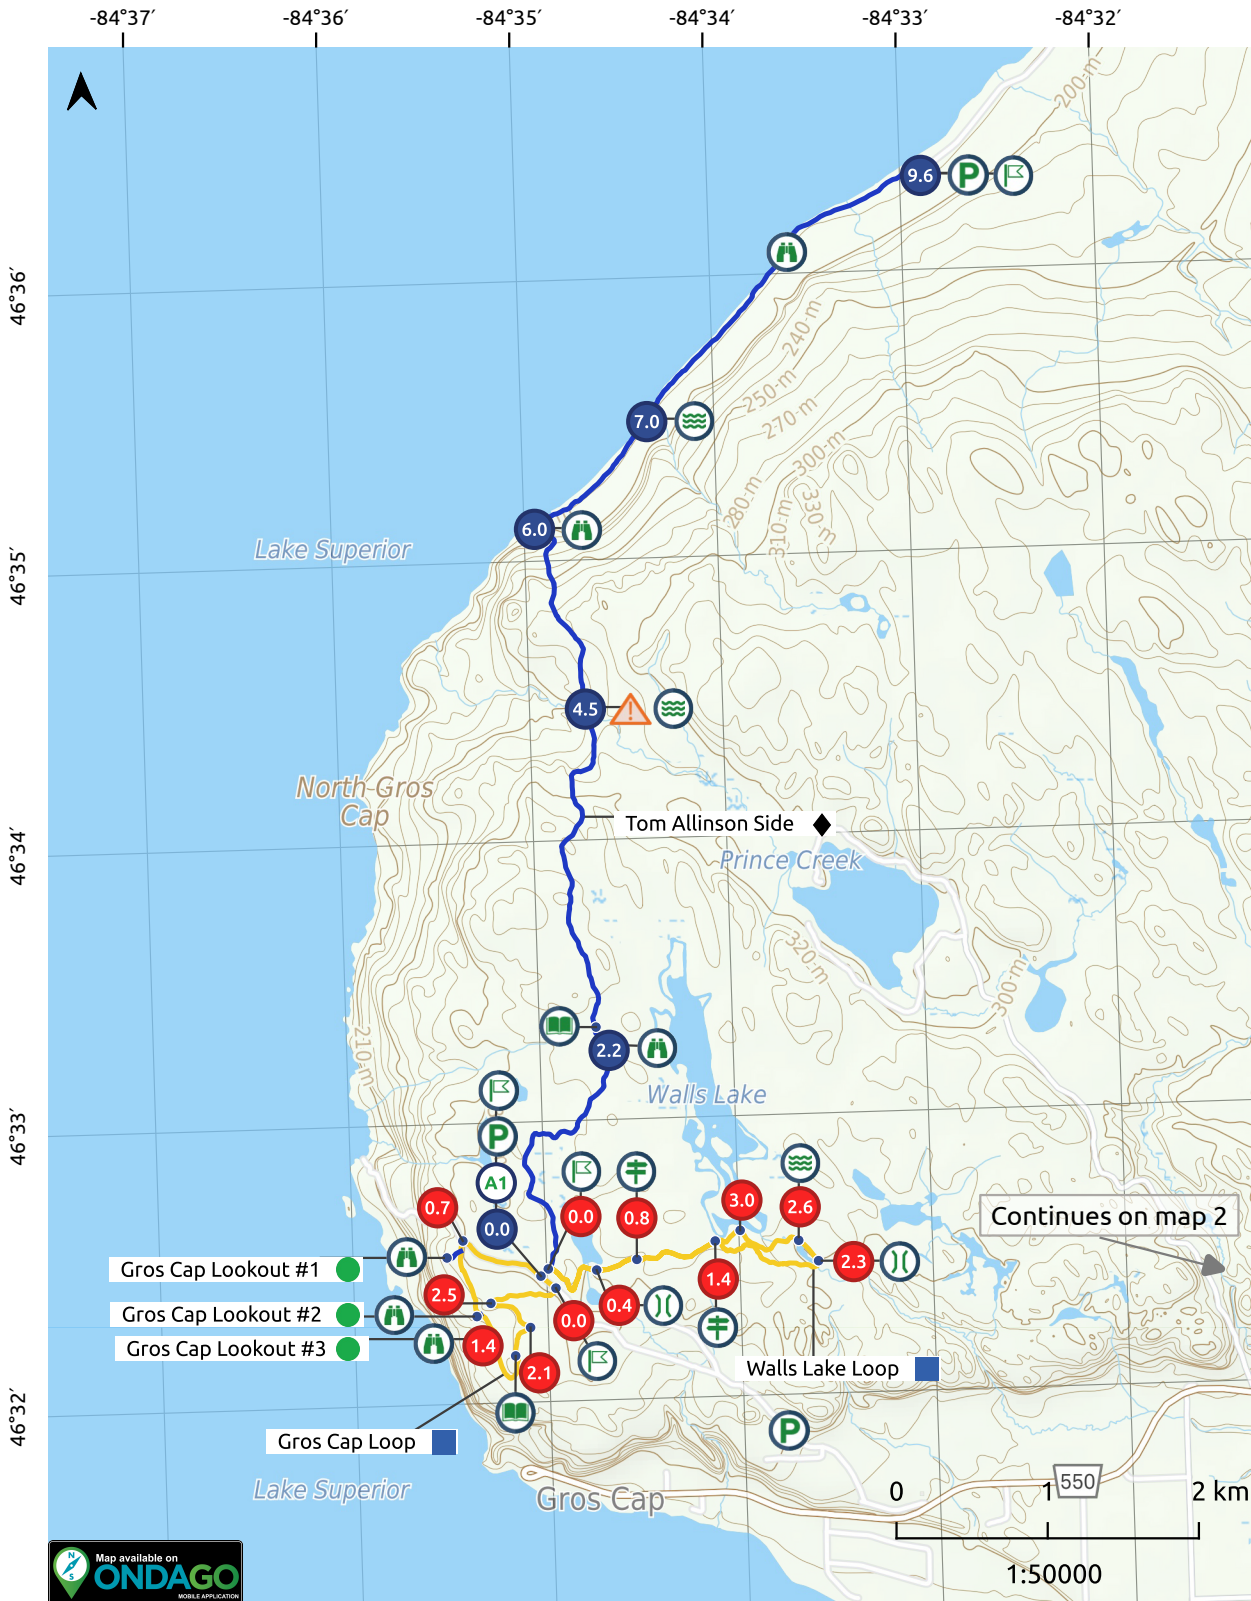 -84°37′ -84°36′ -84°35′ -84°34′ -84°33′ -84°32′
200 m
9.6 P
46°36′
240 m
250 m
270 m
7.0
300 m
280 m
330 m
310 m
6.0
Lake Superior
46°35′
4.5
North Gros
Cap
Tom Allinson Side
46°34′
Prince Creek
320 m
300 m
210 m
2.2
Walls Lake
46°33′
P
A1
0.7
0.0
0.0
0.8
3.0
2.6
Continues on map 2
Gros Cap Lookout #1
2.3
2.5
1.4
0.4
Gros Cap Lookout #2
0.0
Gros Cap Lookout #3
1.4
2.1
Walls Lake Loop
46°32′
P
Gros Cap Loop
550
Lake Superior
Gros Cap
0 1 2 km
1:50000
N
S
Map available on
ONDAGO
MOBILE APPLICATION